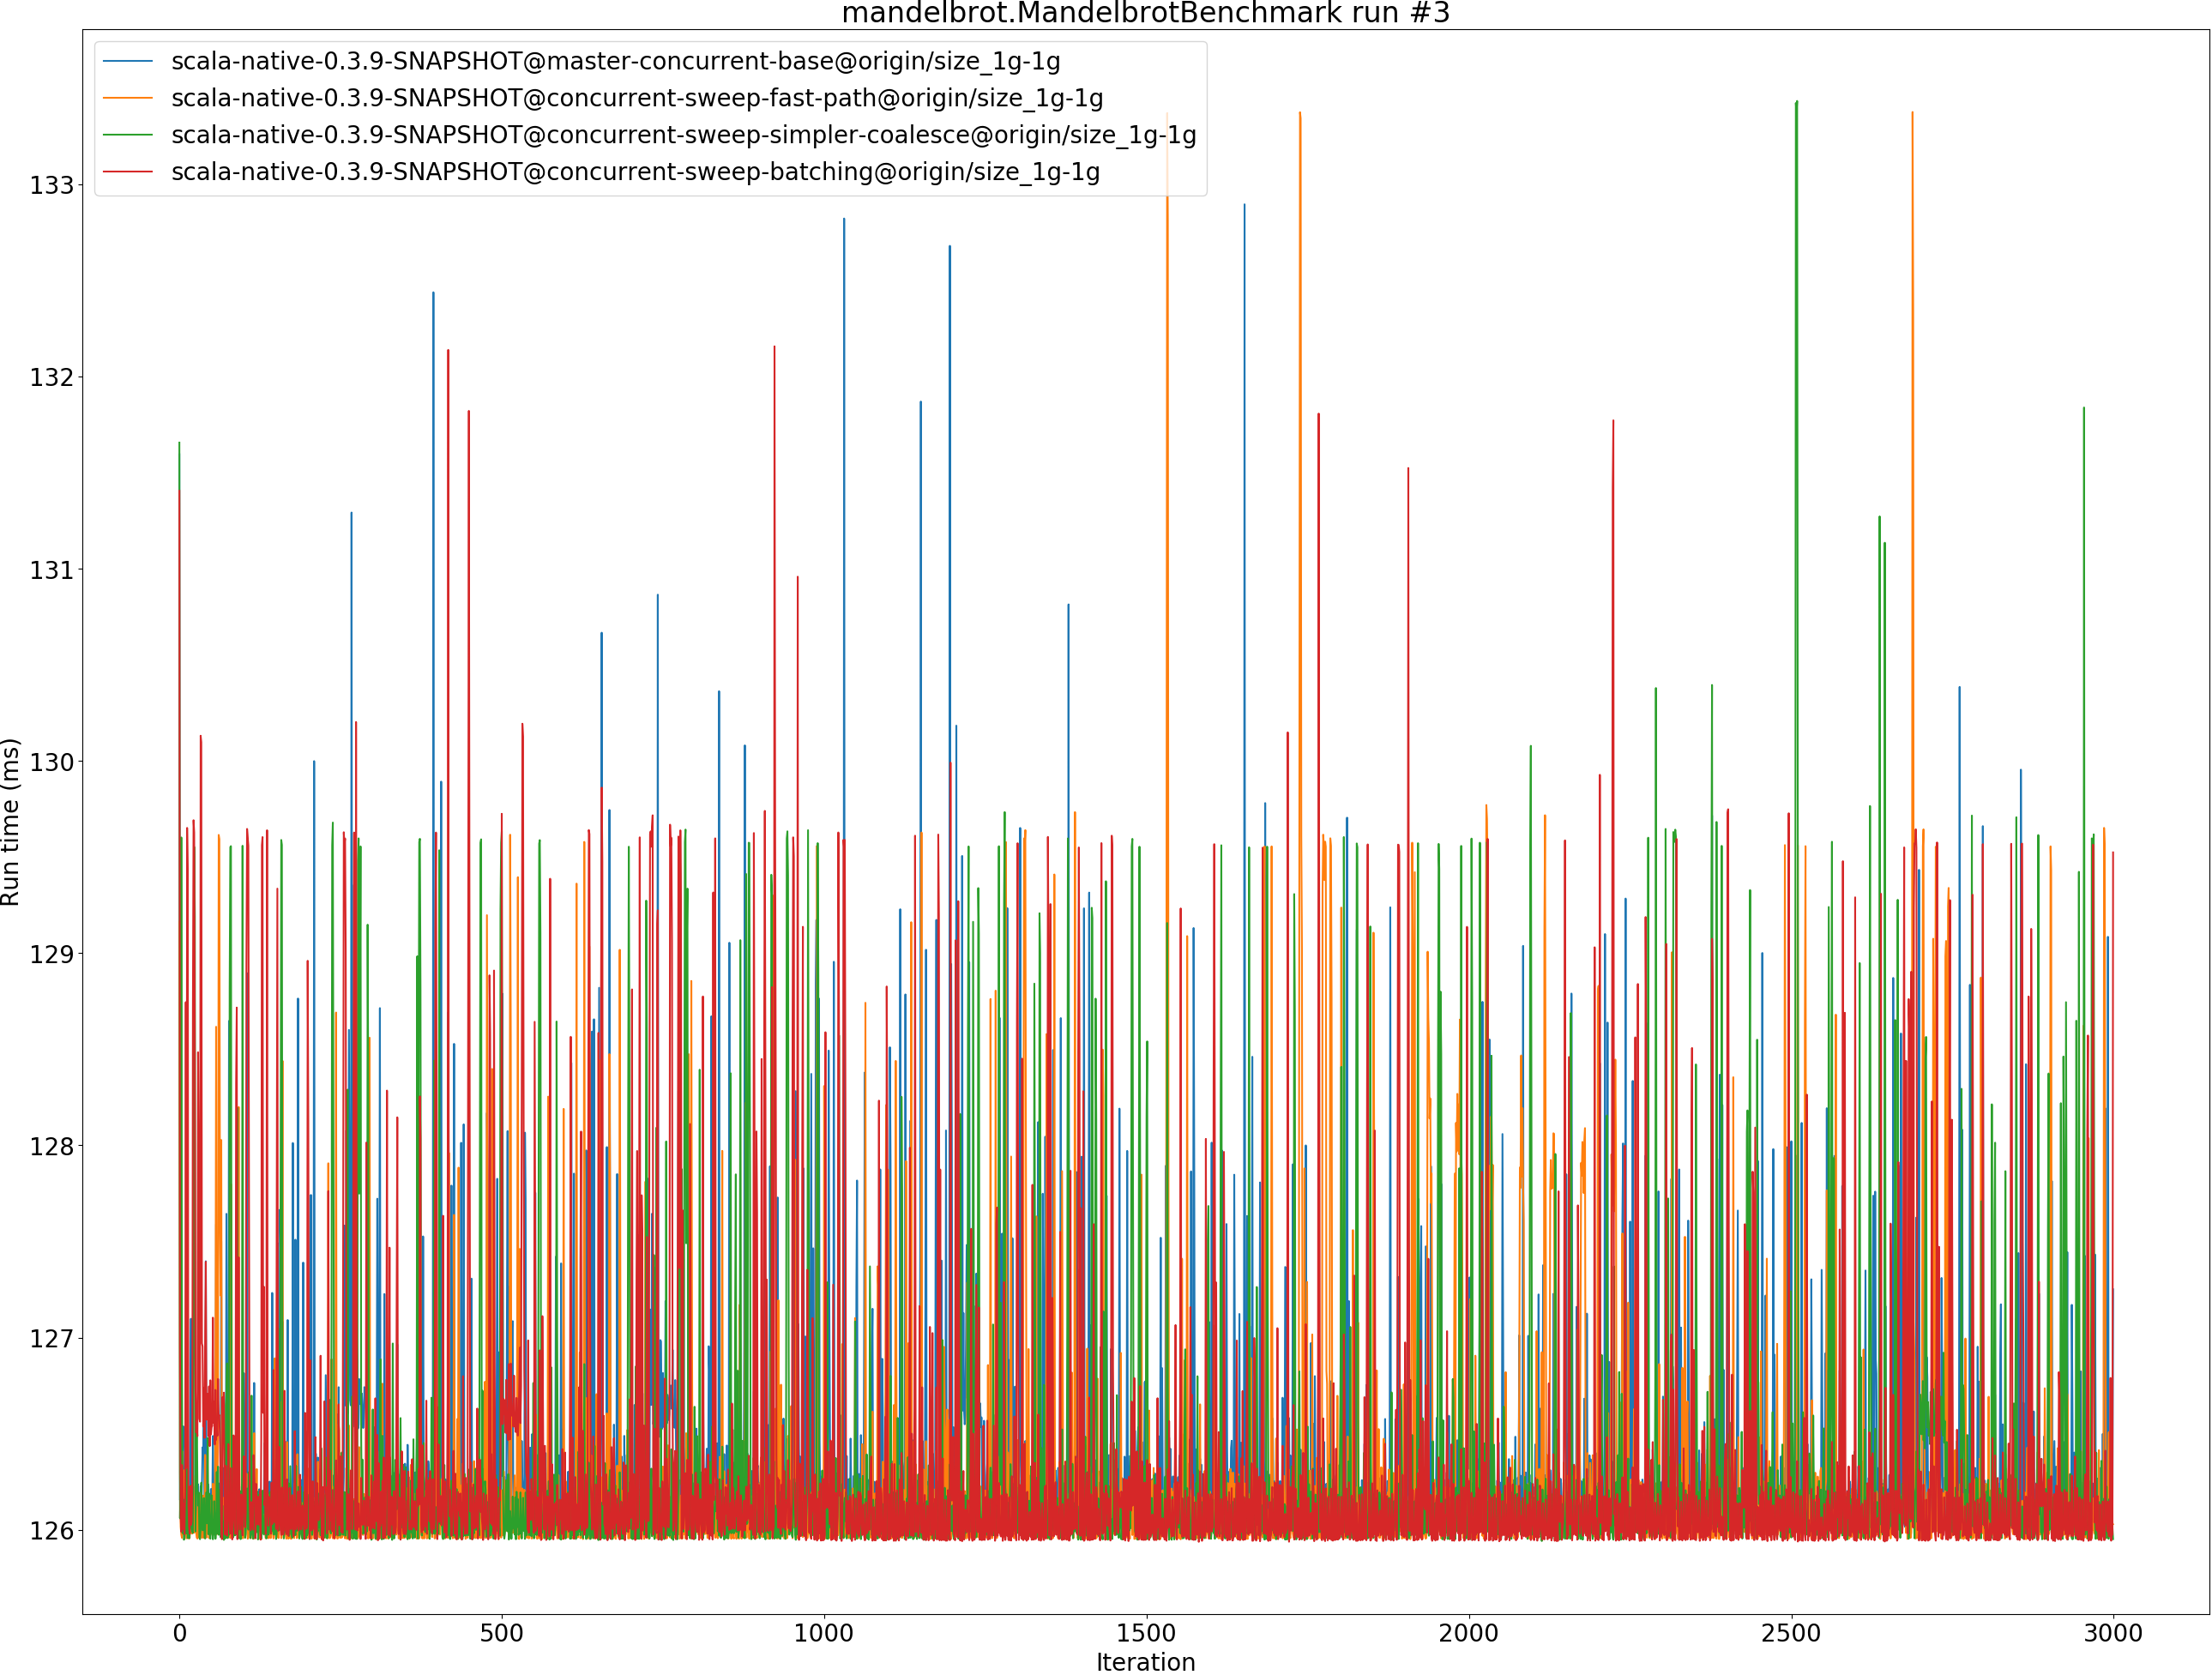 mandelbrot.MandelbrotBenchmark run #3
scala-native-0.3.9-SNAPSHOT@master-concurrent-base@origin/size_1g-1g
scala-native-0.3.9-SNAPSHOT@concurrent-sweep-fast-path@origin/size_1g-1g
scala-native-0.3.9-SNAPSHOT@concurrent-sweep-simpler-coalesce@origin/size_1g-1g
scala-native-0.3.9-SNAPSHOT@concurrent-sweep-batching@origin/size_1g-1g
133
132
131
130
129
128
127
126
Run time (ms)
0 500 1000 1500 2000 2500 3000
Iteration